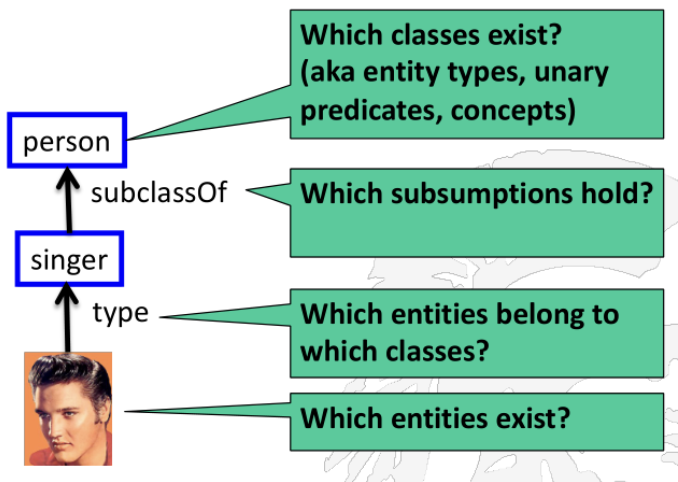 Which classes exist?
(aka entity types, unary
predicates, concepts)
person
subclassOf
Which subsumptions hold?
singer
type
Which entities belong to
which classes?
Which entities exist?